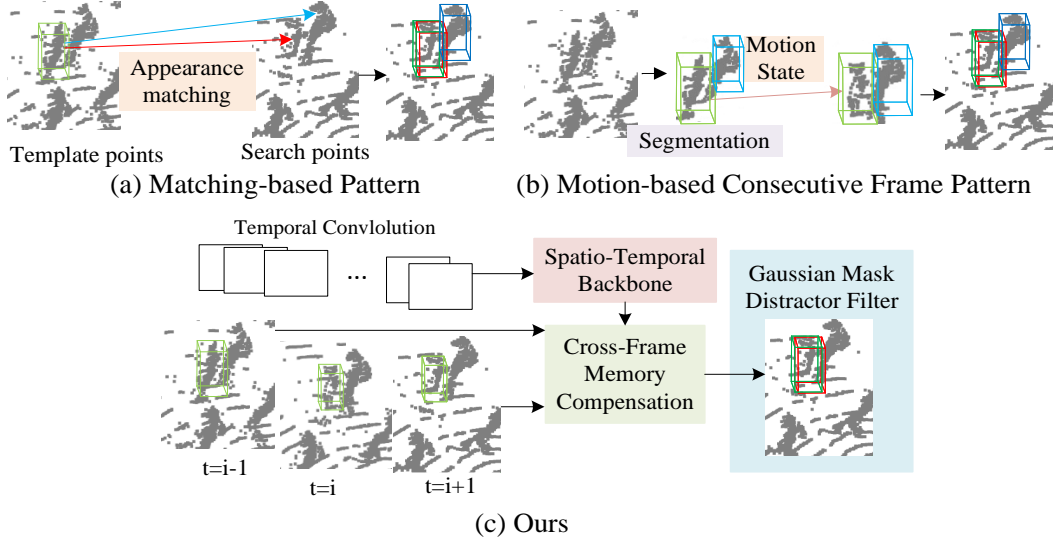 Appearance
matching
Template points
Search points
(a) Matching-based Pattern
Motion
State
Segmentation
(b) Motion-based Consecutive Frame Pattern
Temporal Convlolution
...
Spatio-Temporal
Backbone
Gaussian Mask
Distractor Filter
Cross-Frame
Memory
Compensation
t=i-1
t=i
t=i+1
(c) Ours